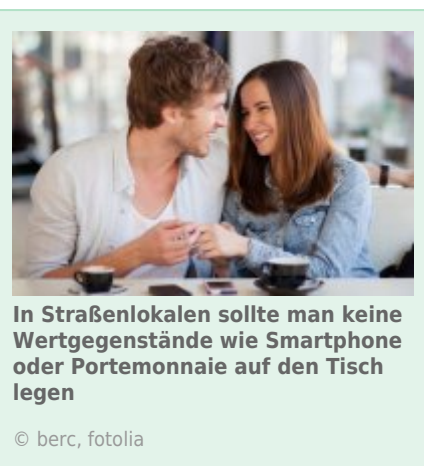 In Straßenlokalen sollte man keine
Wertgegenstände wie Smartphone
oder Portemonnaie auf den Tisch
legen
© berc, fotolia